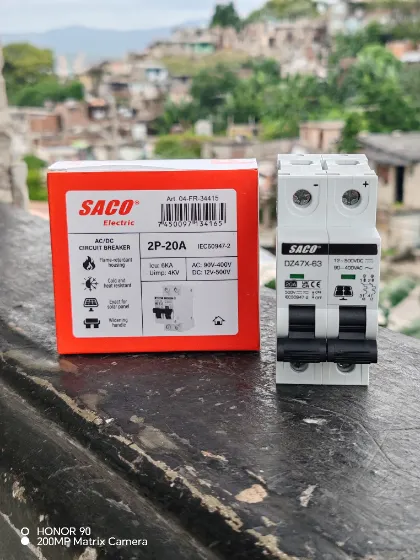 Art. 04-FR-34415
SACO®
Electric
7450097 34165
AC/DC
CIRCUIT BREAKER
2P-20A
IEC60947-2
Flame-retardant
housing
Cold and
heat resistant
Excel for
solar panel
Widening
handle
Icu: 6KA
Uimp: 4KV
AC: 90V-400V
DC: 12V-500V
SACO®
DZ47X-63
12-500VDC
90-400VAC
HONOR 90
200MP Matrix Camera